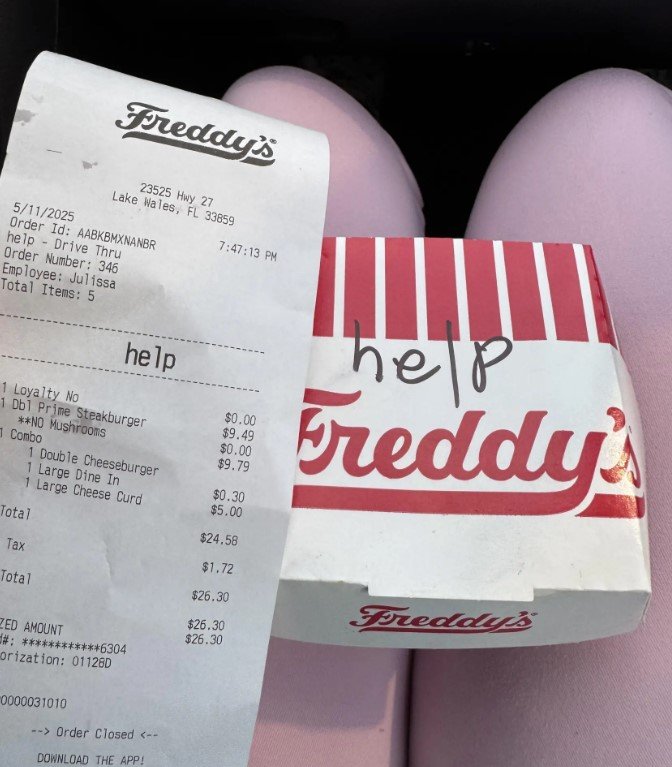 Freddy's
23525 Hwy 27
Lake Wales, FL 33859
5/11/2025 7:47:13 PM
Order Id: AABKBMXNANBR
help - Drive Thru
Order Number: 346
Employee: Julissa
Total Items: 5
help
1 Loyalty No $0.00
1 Dbl Prime Steakburger $9.49
**NO Mushrooms $0.00
1 Combo $9.79
1 Double Cheeseburger
1 Large Dine In $0.30
1 Large Cheese Curd $5.00
Total $24.58
Tax $1.72
Total $26.30
ZED AMOUNT $26.30
d#: ************6304 $26.30
orization: 01128D
00000031010
--> Order Closed <--
DOWNLOAD THE APP!
help
Freddy's
Freddy's